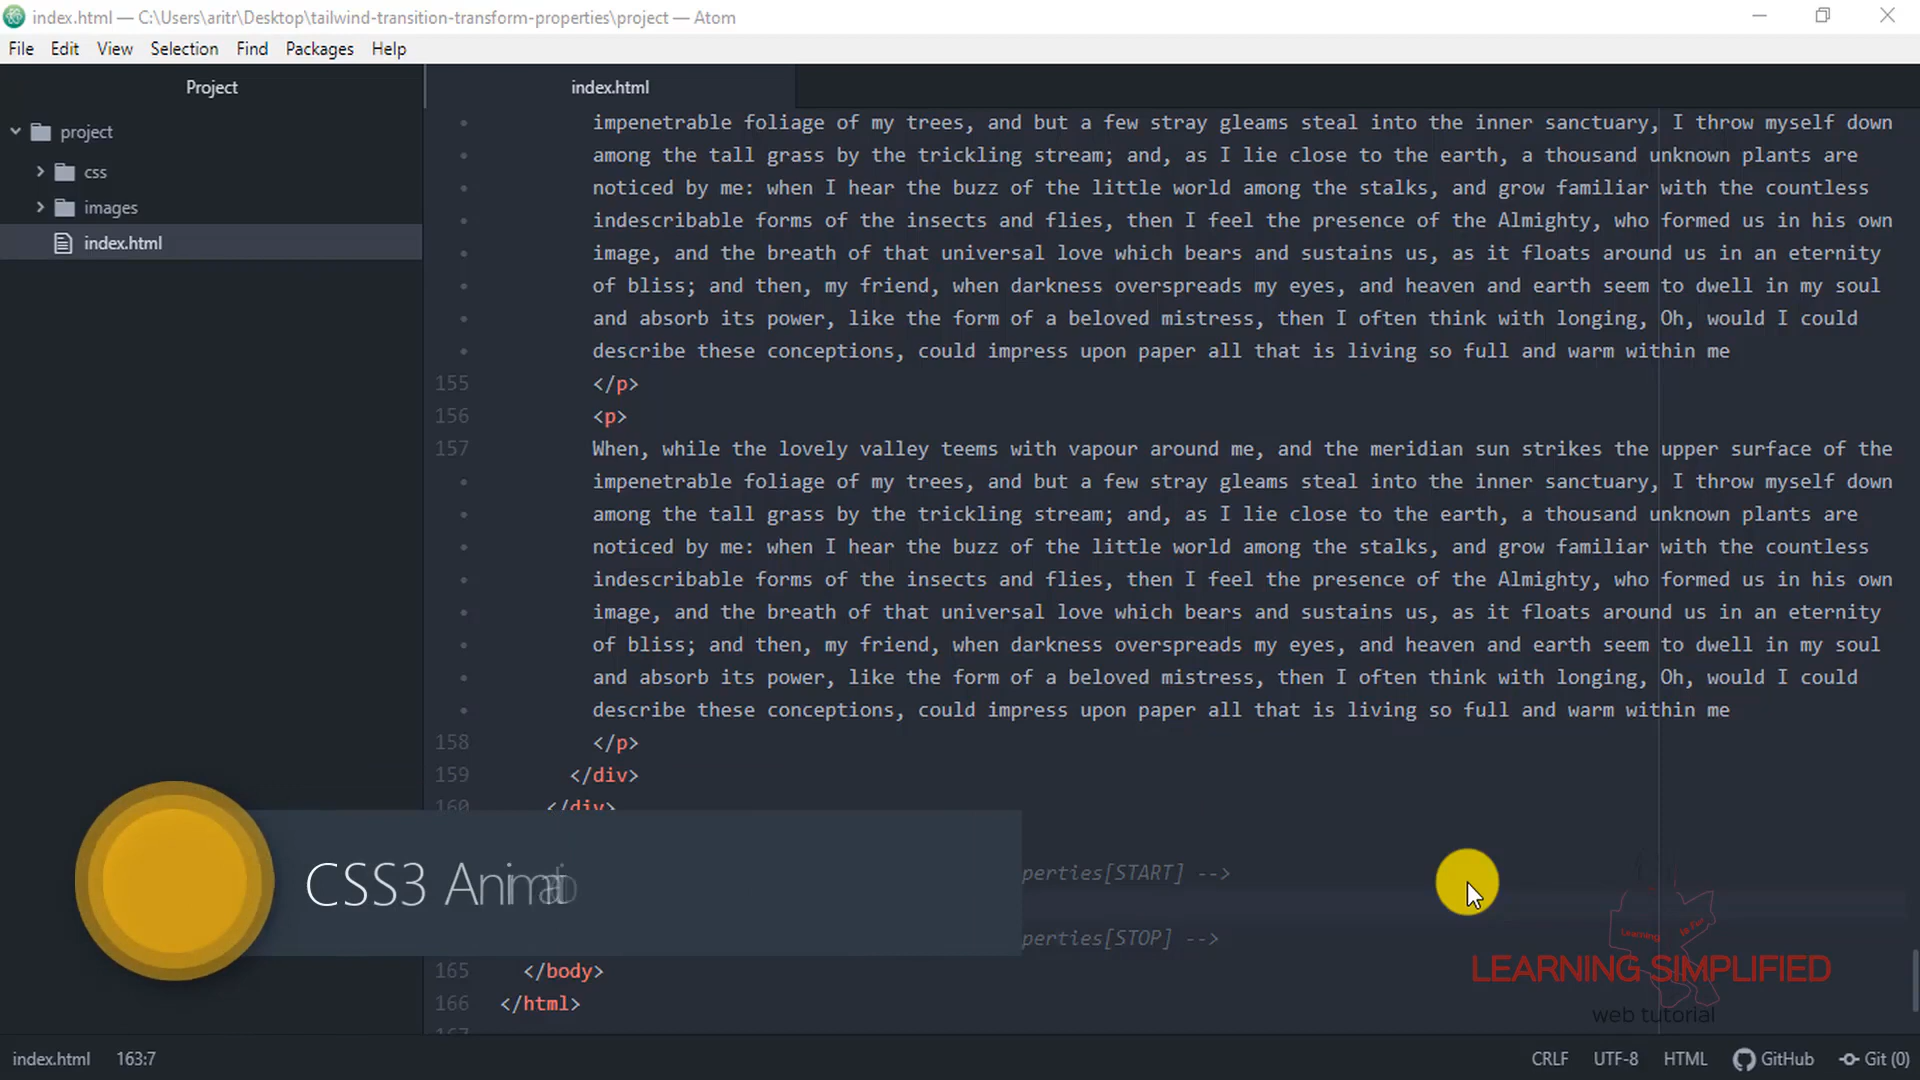 index.html — C:\Users\aritr\Desktop\tailwind-transition-transform-properties\project — Atom
File Edit View Selection Find Packages Help
Project
index.html
project
css
images
index.html
impenetrable foliage of my trees, and but a few stray gleams steal into the inner sanctuary, I throw myself down
among the tall grass by the trickling stream; and, as I lie close to the earth, a thousand unknown plants are
noticed by me: when I hear the buzz of the little world among the stalks, and grow familiar with the countless
indescribable forms of the insects and flies, then I feel the presence of the Almighty, who formed us in his own
image, and the breath of that universal love which bears and sustains us, as it floats around us in an eternity
of bliss; and then, my friend, when darkness overspreads my eyes, and heaven and earth seem to dwell in my soul
and absorb its power, like the form of a beloved mistress, then I often think with longing, Oh, would I could
describe these conceptions, could impress upon paper all that is living so full and warm within me
155 </p>
156 <p>
157 When, while the lovely valley teems with vapour around me, and the meridian sun strikes the upper surface of the
impenetrable foliage of my trees, and but a few stray gleams steal into the inner sanctuary, I throw myself down
among the tall grass by the trickling stream; and, as I lie close to the earth, a thousand unknown plants are
noticed by me: when I hear the buzz of the little world among the stalks, and grow familiar with the countless
indescribable forms of the insects and flies, then I feel the presence of the Almighty, who formed us in his own
image, and the breath of that universal love which bears and sustains us, as it floats around us in an eternity
of bliss; and then, my friend, when darkness overspreads my eyes, and heaven and earth seem to dwell in my soul
and absorb its power, like the form of a beloved mistress, then I often think with longing, Oh, would I could
describe these conceptions, could impress upon paper all that is living so full and warm within me
158 </p>
159 </div>
160 </div>
perties[START] -->
CSS3
perties[STOP] -->
165 </body>
166 </html>
Learning is Fun
LEARNING SIMPLIFIED
web tutorial
index.html 163:7 CRLF UTF-8 HTML GitHub Git (0)